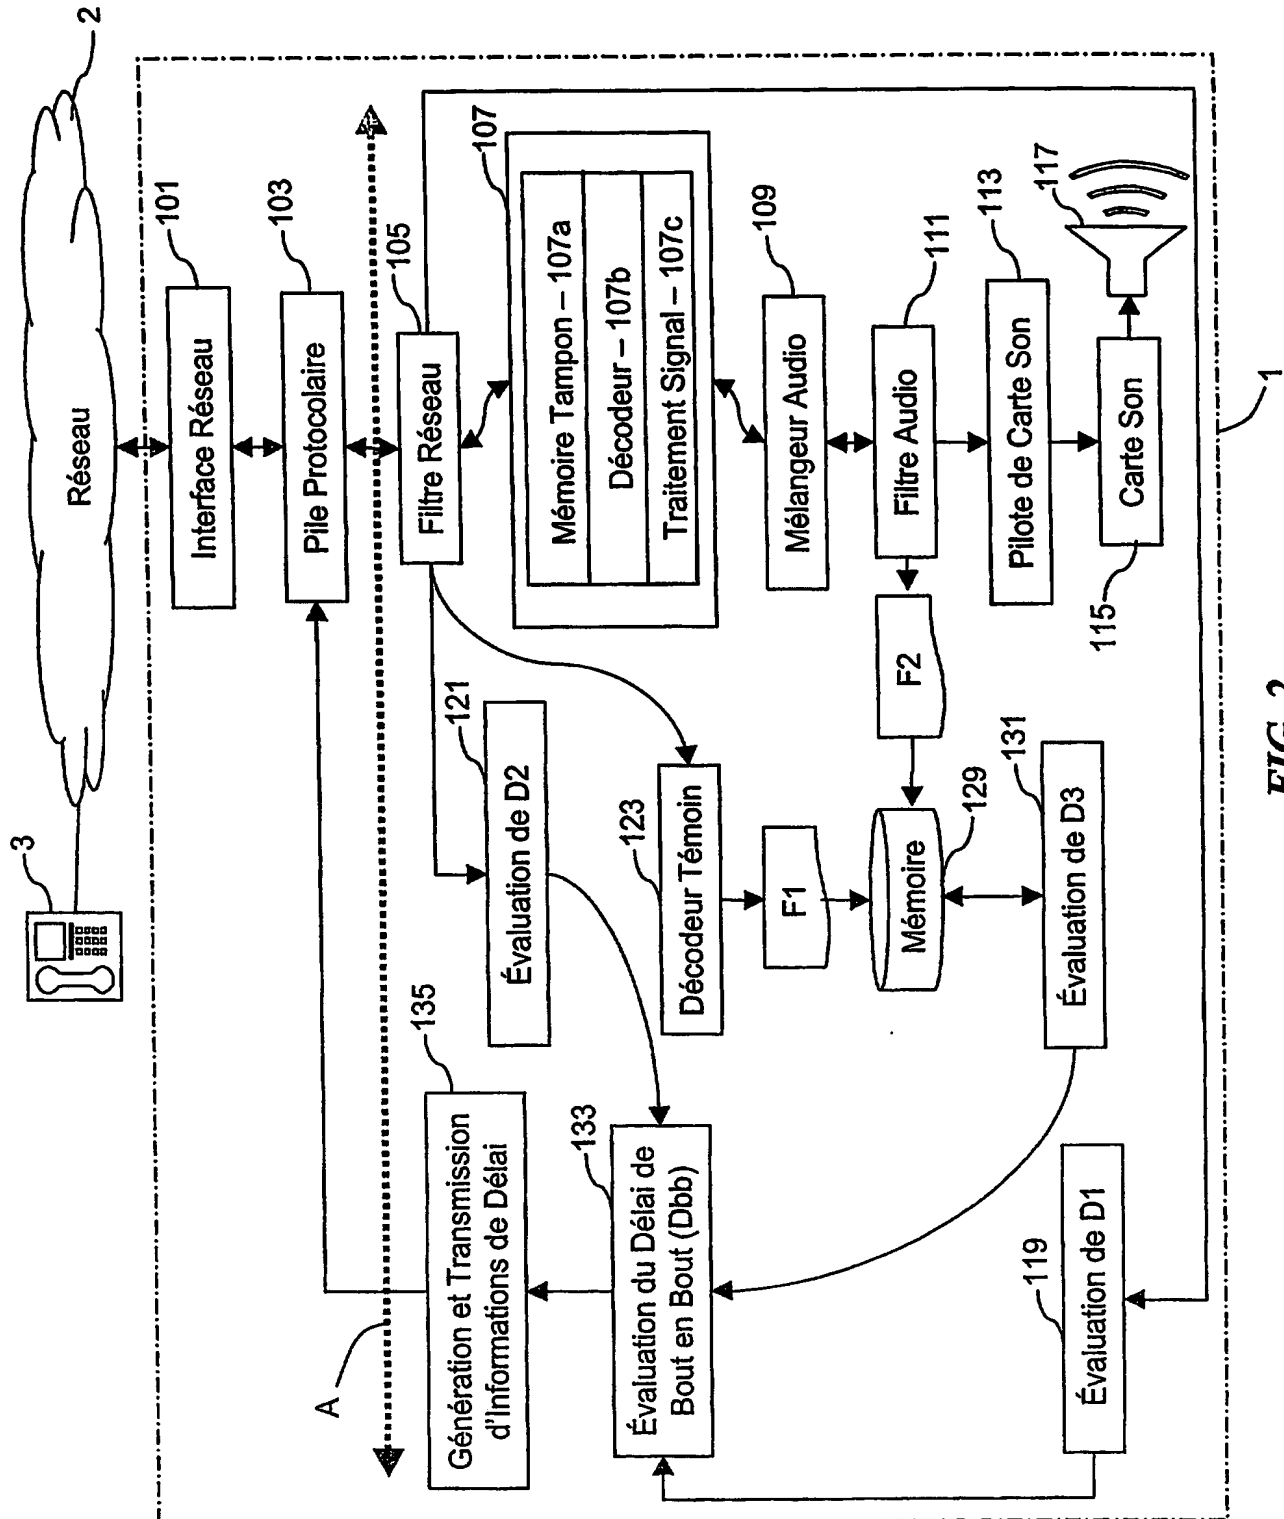 3
Réseau
2
Interface Réseau
101
Pile Protocolaire
103
A
Filtre Réseau
105
107
Mémoire Tampon – 107a
Décodeur – 107b
Traitement Signal – 107c
Génération et Transmission
d'Informations de Délai
135
Évaluation de D2
121
Évaluation du Délai de
Bout en Bout (Dbb)
133
Décodeur Témoin
123
F1
Mémoire
129
F2
Mélangeur Audio
109
Filtre Audio
111
Évaluation de D3
131
Pilote de Carte Son
113
Évaluation de D1
119
Carte Son
115
117
1
FIG. 2